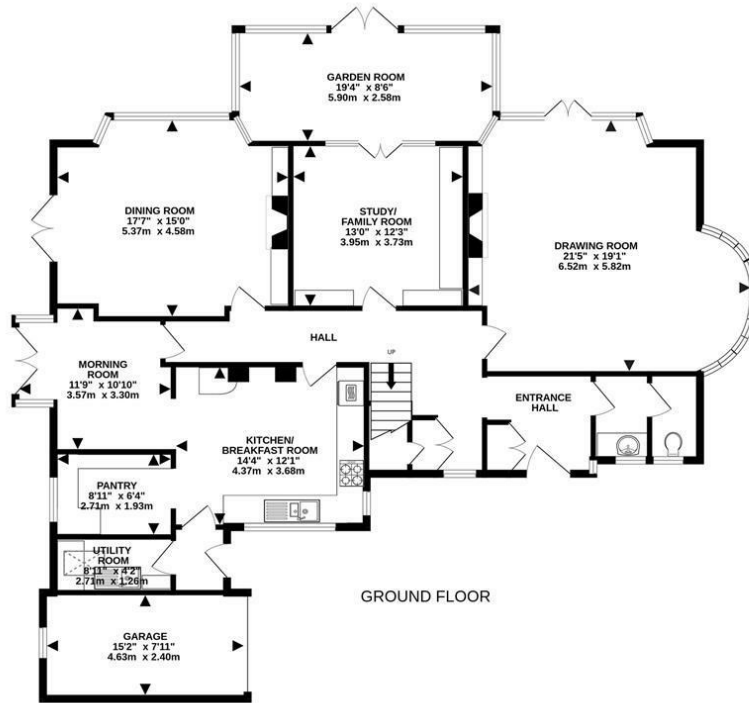 GARDEN ROOM
19'4" x 8'6"
5.90m x 2.58m
DINING ROOM
17'7" x 15'0"
5.37m x 4.58m
STUDY/
FAMILY ROOM
13'0" x 12'3"
3.95m x 3.73m
DRAWING ROOM
21'5" x 19'1"
6.52m x 5.82m
HALL
UP
MORNING
ROOM
11'9" x 10'10"
3.57m x 3.30m
ENTRANCE
HALL
KITCHEN/
BREAKFAST ROOM
14'4" x 12'1"
4.37m x 3.68m
PANTRY
8'11" x 6'4"
2.71m x 1.93m
UTILITY
ROOM
8'11" x 4'2"
2.71m x 1.26m
GROUND FLOOR
GARAGE
15'2" x 7'11"
4.63m x 2.40m